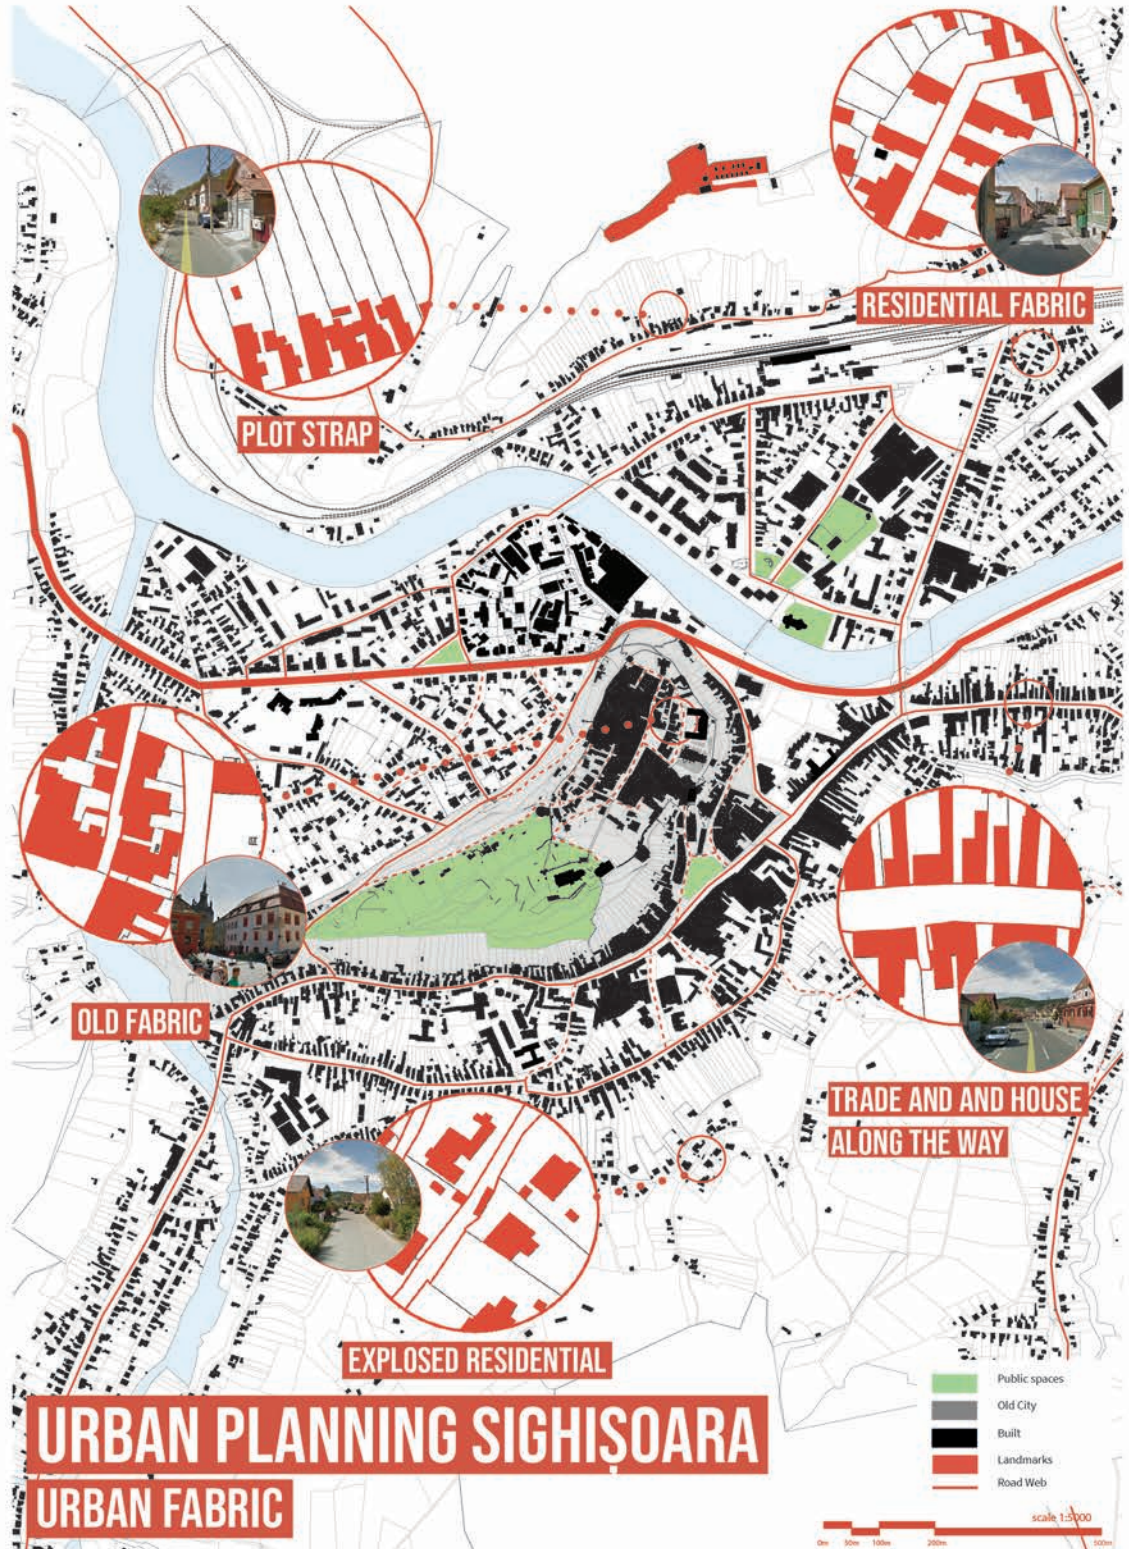 RESIDENTIAL FABRIC
PLOT STRAP
OLD FABRIC
TRADE AND AND HOUSE
ALONG THE WAY
EXPLOSED RESIDENTIAL
Public spaces
Old City
Built
Landmarks
Road Web
URBAN PLANNING SIGHIȘOARA
URBAN FABRIC
scale 1:5000
0m 50m 100m 200m 500m